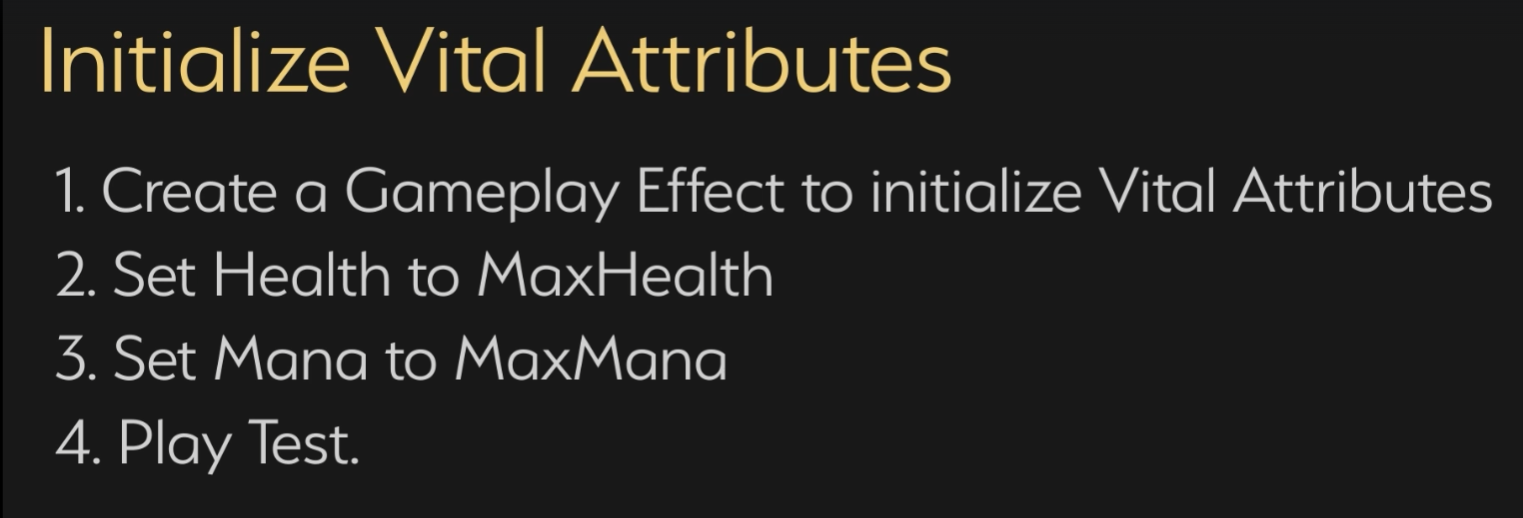 Initialize Vital Attributes
1. Create a Gameplay Effect to initialize Vital Attributes
2. Set Health to MaxHealth
3. Set Mana to MaxMana
4. Play Test.